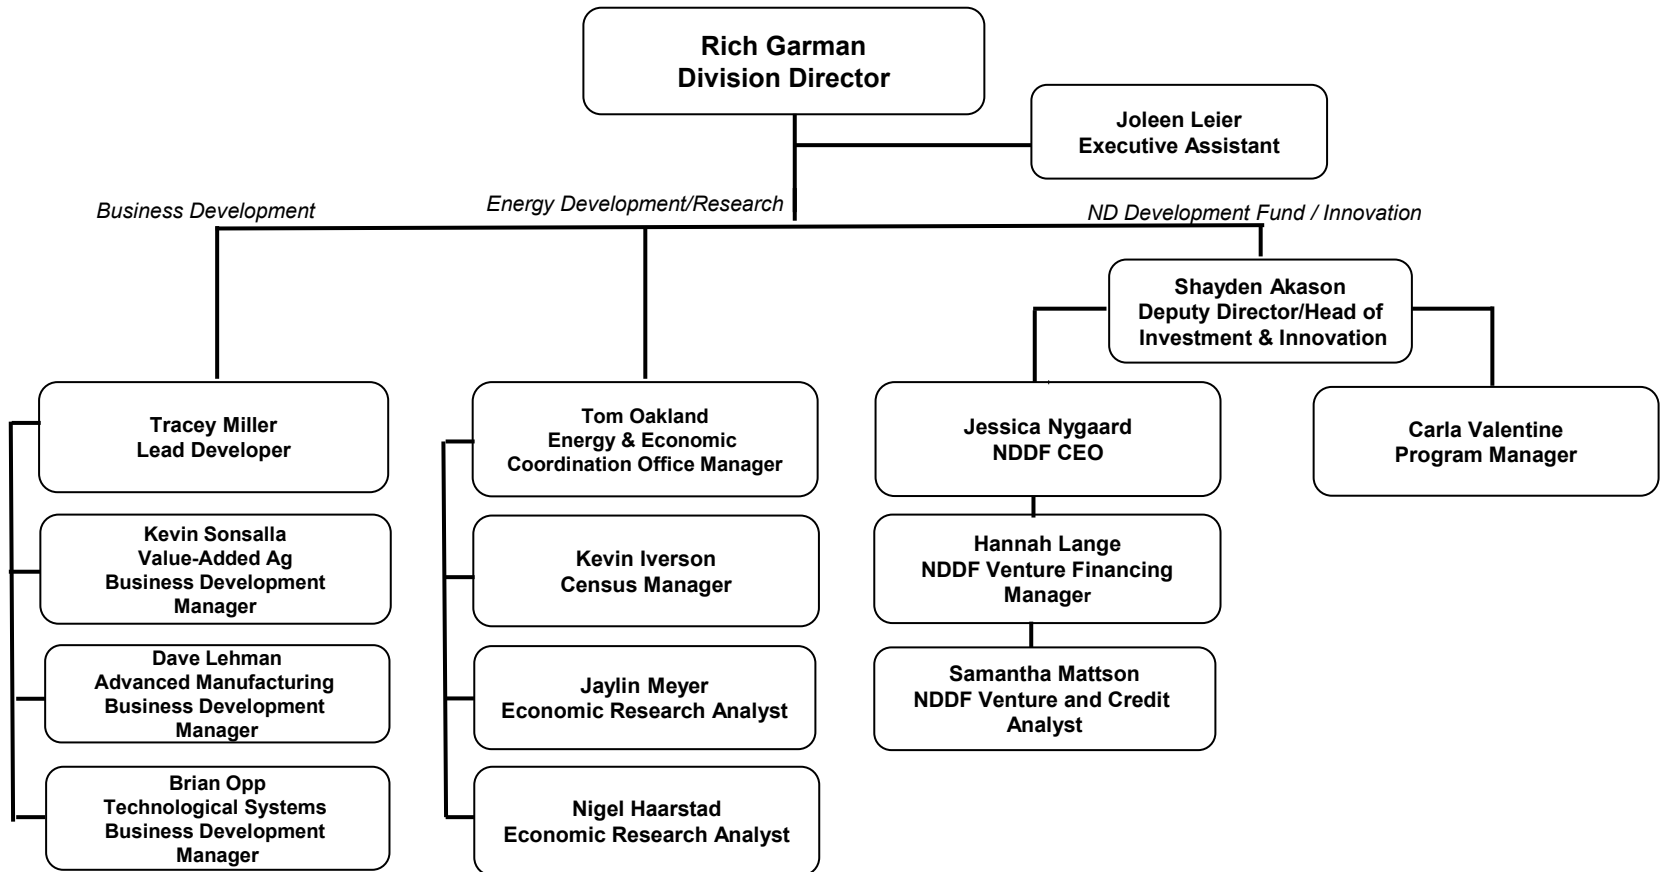 Rich Garman
Division Director
Joleen Leier
Executive Assistant
Business Development
Energy Development/Research
ND Development Fund / Innovation
Shayden Akason
Deputy Director/Head of
Investment & Innovation
Tracey Miller
Lead Developer
Tom Oakland
Energy & Economic
Coordination Office Manager
Jessica Nygaard
NDDF CEO
Carla Valentine
Program Manager
Kevin Sonsalla
Value-Added Ag
Business Development
Manager
Kevin Iverson
Census Manager
Hannah Lange
NDDF Venture Financing
Manager
Dave Lehman
Advanced Manufacturing
Business Development
Manager
Jaylin Meyer
Economic Research Analyst
Samantha Mattson
NDDF Venture and Credit
Analyst
Brian Opp
Technological Systems
Business Development
Manager
Nigel Haarstad
Economic Research Analyst